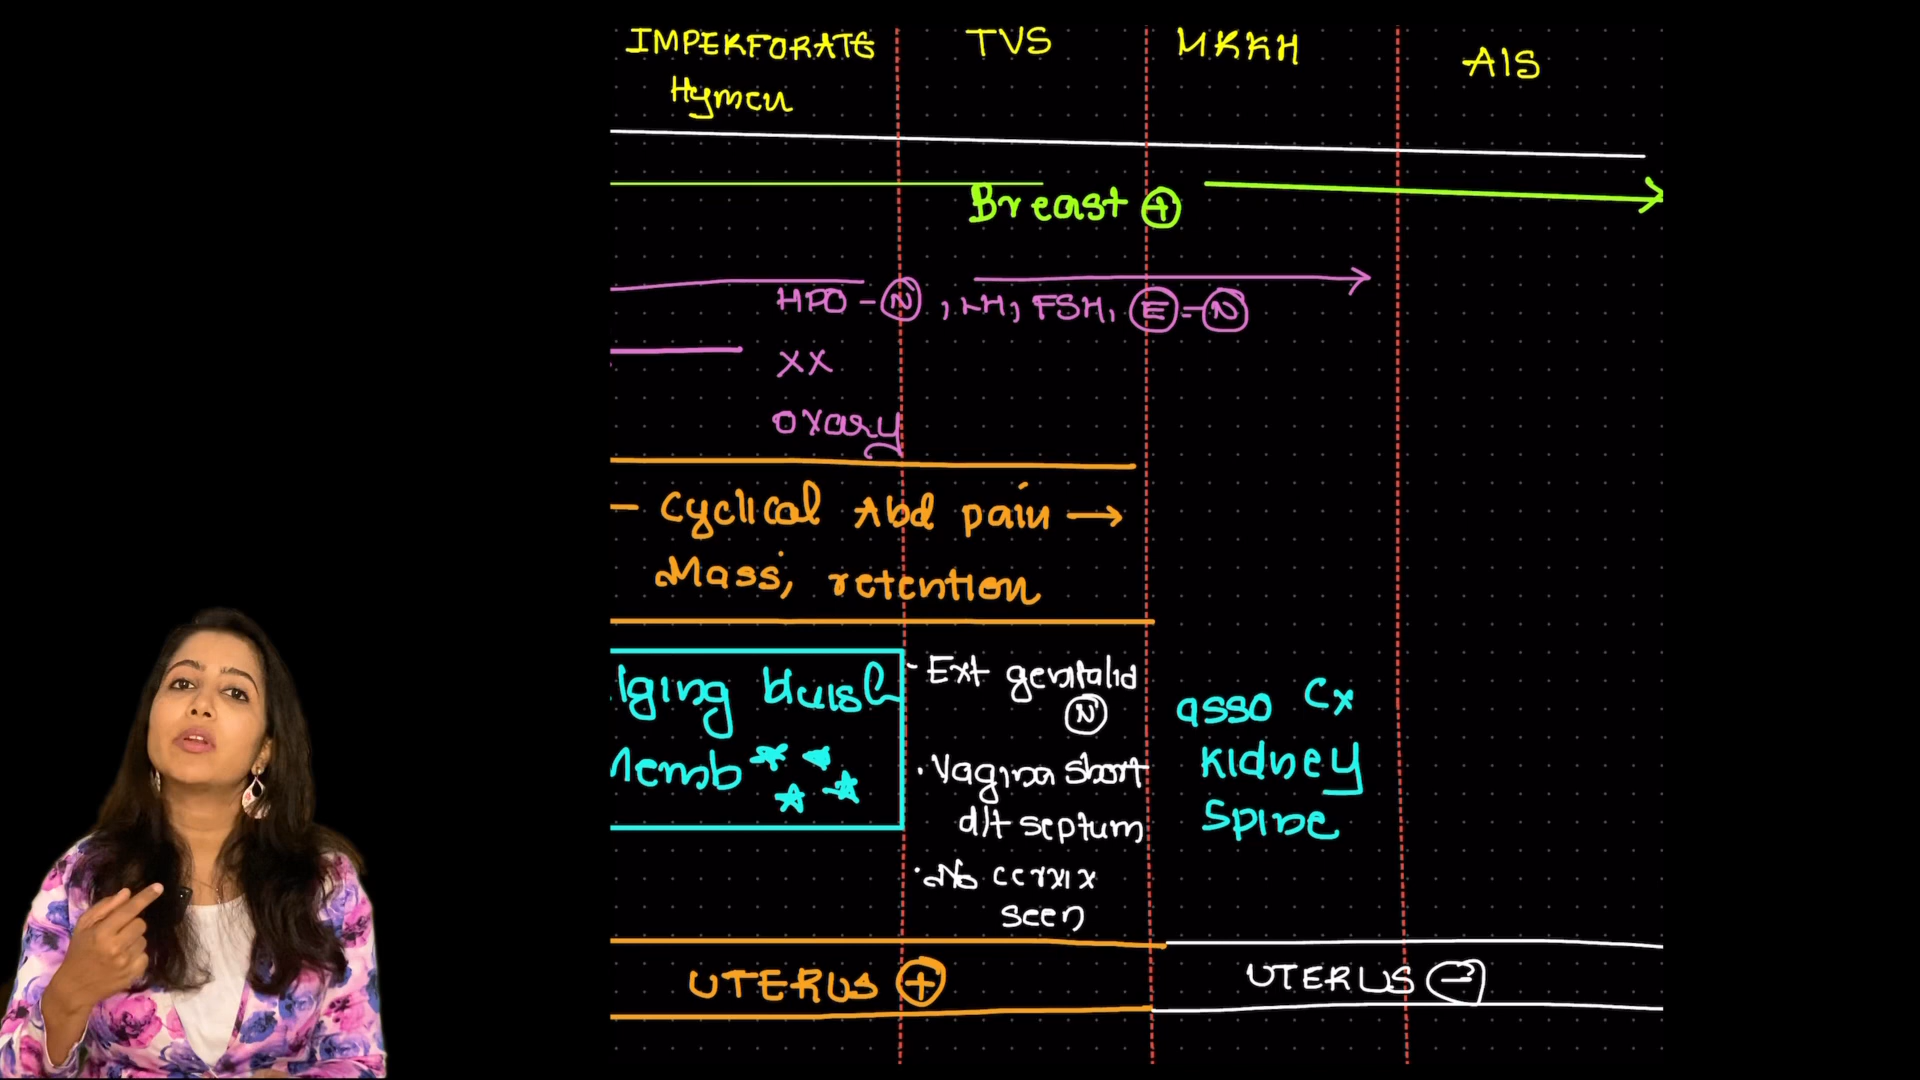 IMPERFORATE
Hymen
TVS
MRKH
AIS
Breast +
HPO - N , LH, FSH, E = N
XX
ovary
- Cyclical Abd pain →
Mass, retention
lging bluish
Memb
- Ext genitalia
N
· Vagina short
d/t septum
· No cervix
seen
asso Cx
Kidney
Spine
UTERUS +
UTERUS -